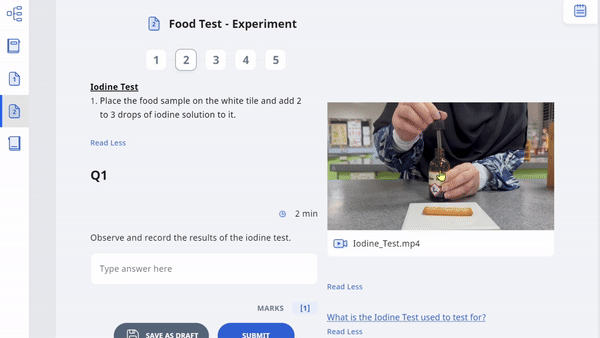 Food Test - Experiment
1 2 3 4 5
Iodine Test
1. Place the food sample on the white tile and add 2
to 3 drops of iodine solution to it.
Read Less
Q1
2 min
Observe and record the results of the iodine test.
Type answer here
MARKS [1]
SAVE AS DRAFT
SUBMIT
Iodine_Test.mp4
Read Less
What is the Iodine Test used to test for?
Read Less